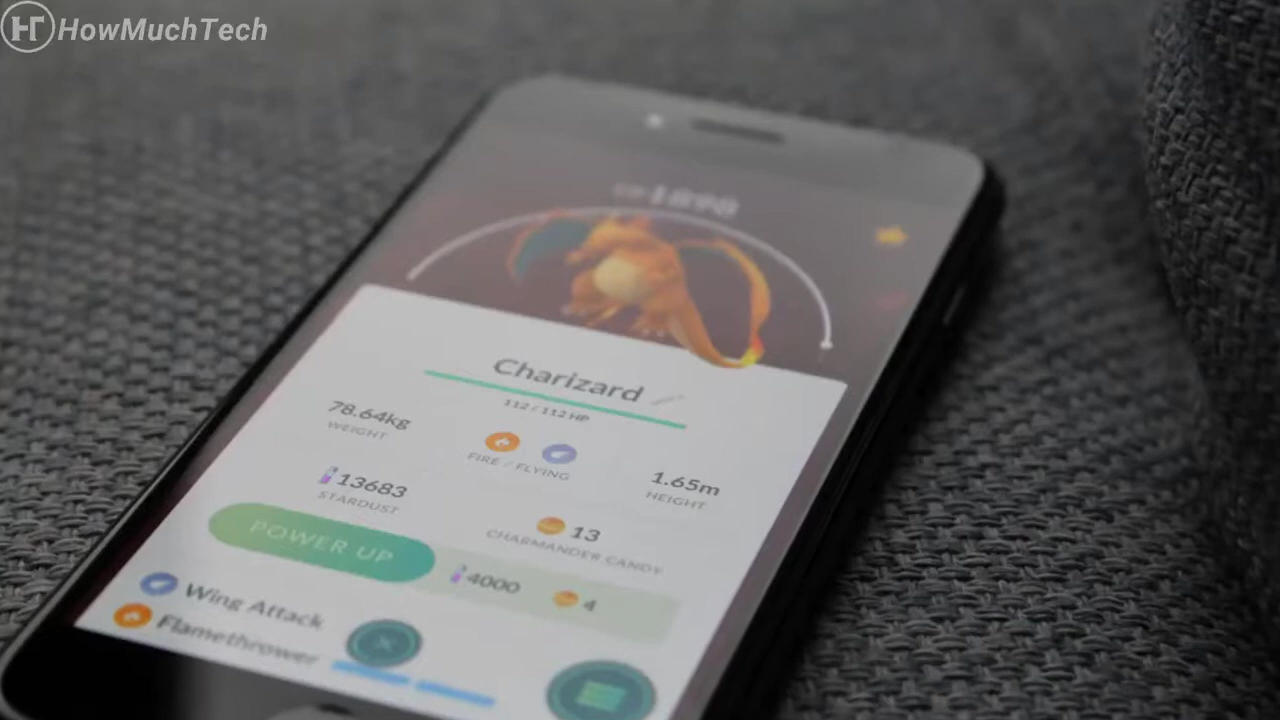 HowMuchTech
1890
Charizard
112 / 112 HP
78.64kg
WEIGHT
FIRE / FLYING
1.65m
HEIGHT
13683
STARDUST
13
CHARMANDER CANDY
POWER UP
4000
4
Wing Attack
Flamethrower